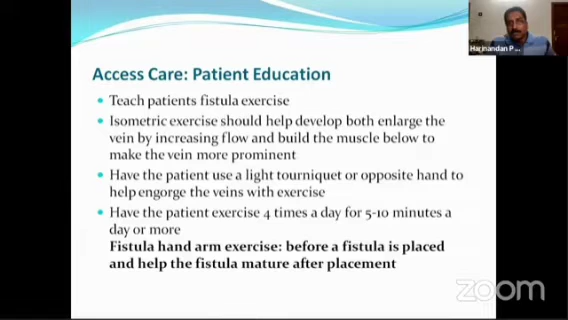 Harinandan P...
Access Care: Patient Education
Teach patients fistula exercise
Isometric exercise should help develop both enlarge the
vein by increasing flow and build the muscle below to
make the vein more prominent
Have the patient use a light tourniquet or opposite hand to
help engorge the veins with exercise
Have the patient exercise 4 times a day for 5-10 minutes a
day or more
Fistula hand arm exercise: before a fistula is placed
and help the fistula mature after placement
zoom